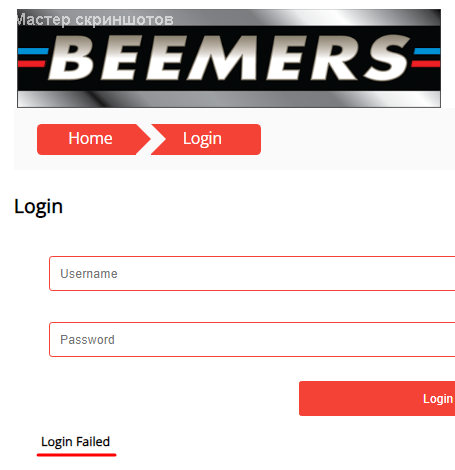 Мастер скриншотов
BEEMERS
Home
Login
Login
Username
Password
Login
Login Failed